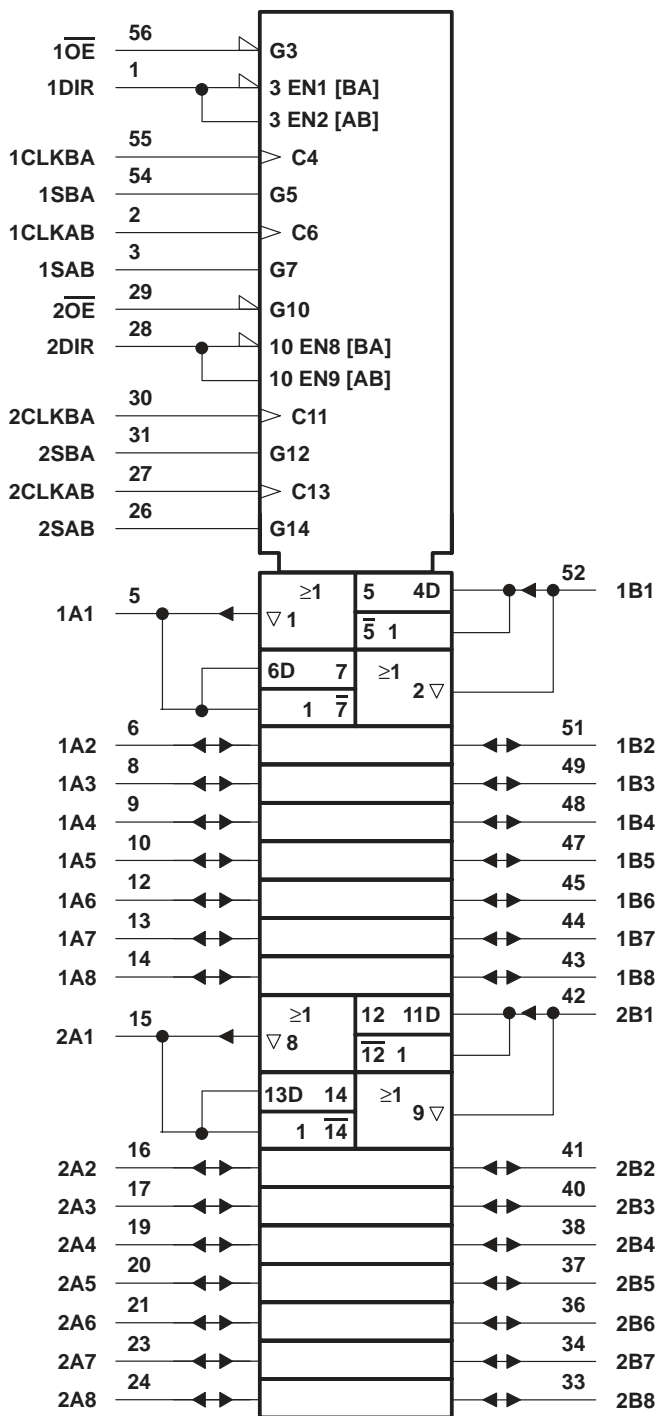 56
1O̅E̅ G3
1
1DIR 3 EN1 [BA]
3 EN2 [AB]
55
1CLKBA C4
54
1SBA G5
2
1CLKAB C6
3
1SAB G7
29
2O̅E̅ G10
28
2DIR 10 EN8 [BA]
10 EN9 [AB]
30
2CLKBA C11
31
2SBA G12
27
2CLKAB C13
26
2SAB G14
5 ≥1 5 4D 52
1A1 ▽ 1 5̅ 1 1B1
6D 7 ≥1
1 7̅ 2 ▽
6 51
1A2 1B2
8 49
1A3 1B3
9 48
1A4 1B4
10 47
1A5 1B5
12 45
1A6 1B6
13 44
1A7 1B7
14 43
1A8 1B8
15 ≥1 12 11D 42
2A1 ▽ 8 1̅2̅ 1 2B1
13D 14 ≥1
1 1̅4̅ 9 ▽
16 41
2A2 2B2
17 40
2A3 2B3
19 38
2A4 2B4
20 37
2A5 2B5
21 36
2A6 2B6
23 34
2A7 2B7
24 33
2A8 2B8